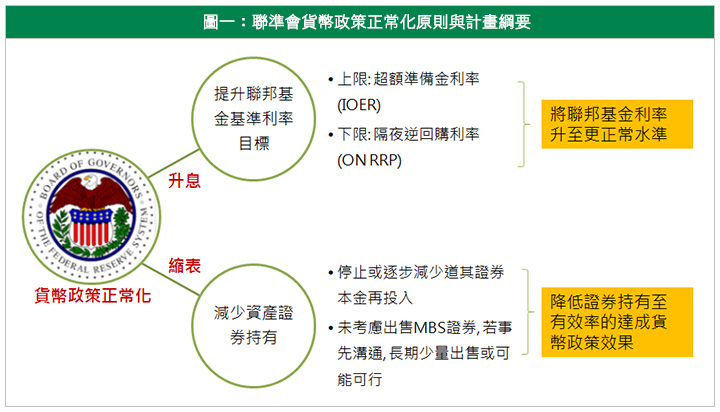 圖一：聯準會貨幣政策正常化原則與計畫綱要
提升聯邦基
金基準利率
目標
• 上限: 超額準備金利率
(IOER)
• 下限: 隔夜逆回購利率
(ON RRP)
將聯邦基金利率
升至更正常水準
升息
BOARD OF GOVERNORS
OF THE FEDERAL RESERVE SYSTEM
縮表
貨幣政策正常化
減少資產證
券持有
• 停止或逐步減少道其證券
本金再投入
• 未考慮出售MBS證券, 若事
先溝通, 長期少量出售或可
能可行
降低證券持有至
有效率的達成貨
幣政策效果